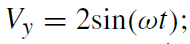 V_y = 2sin(ωt);